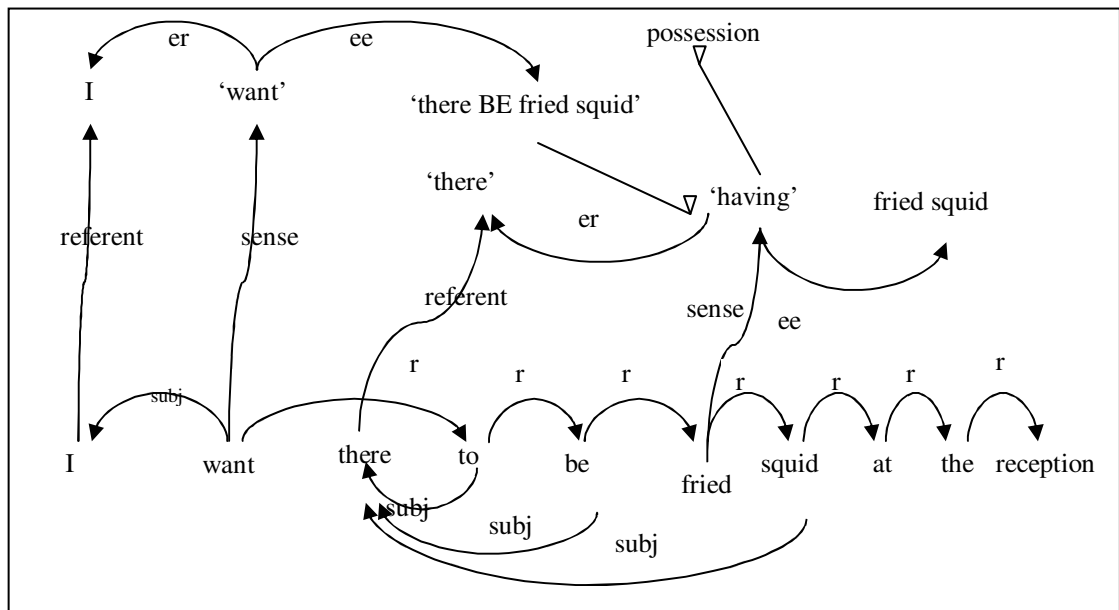 er ee possession
I ‘want’ ‘there BE fried squid’
‘there’ ‘having’ fried squid
er
referent sense
referent sense ee
r r r r r r r
subj
I want there to be fried squid at the reception
subj subj subj